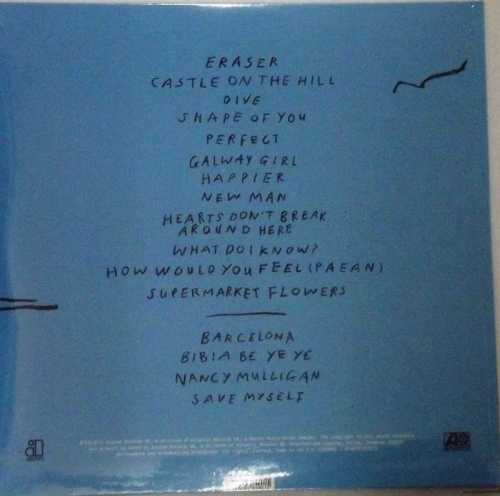 ERASER
CASTLE ON THE HILL
DIVE
SHAPE OF YOU
PERFECT
GALWAY GIRL
HAPPIER
NEW MAN
HEARTS DON'T BREAK
AROUND HERE
WHAT DO I KNOW?
HOW WOULD YOU FEEL (PAEAN)
SUPERMARKET FLOWERS
BARCELONA
BIBIA BE YE YE
NANCY MULLIGAN
SAVE MYSELF